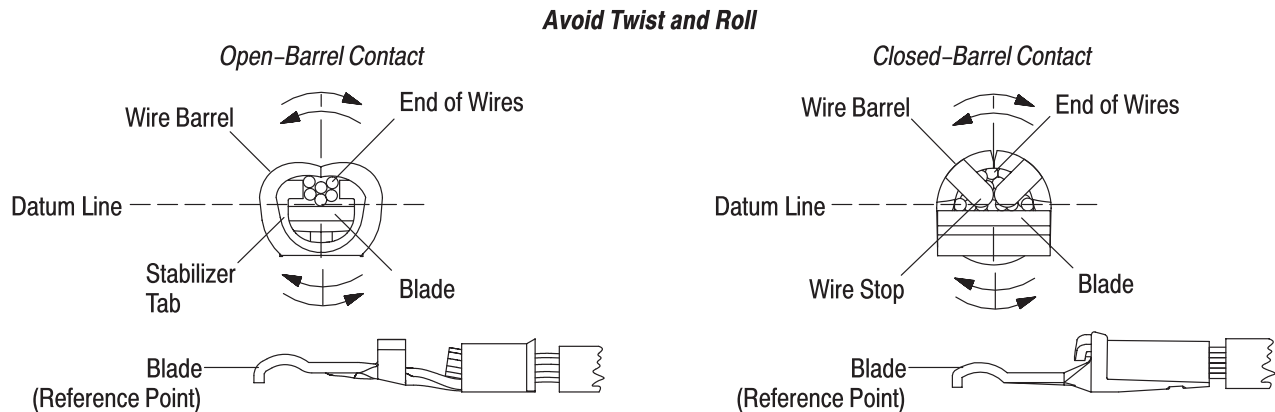 Avoid Twist and Roll
Open–Barrel Contact
Wire Barrel
End of Wires
Datum Line
Stabilizer
Tab
Blade
Blade
(Reference Point)
Closed–Barrel Contact
Wire Barrel
End of Wires
Datum Line
Wire Stop
Blade
Blade
(Reference Point)